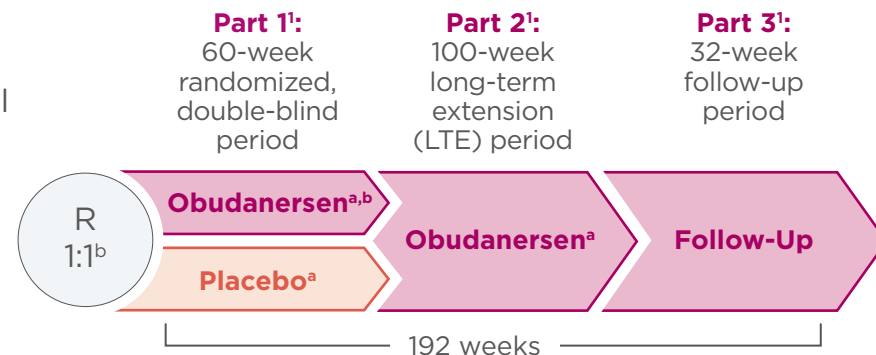 Part 1¹:
60-week
randomized,
double-blind
period
Part 2¹:
100-week
long-term
extension
(LTE) period
Part 3¹:
32-week
follow-up
period
R
1:1ᵇ
Obudanersenᵃ,ᵇ
Placeboᵃ
Obudanersenᵃ
Follow-Up
192 weeks